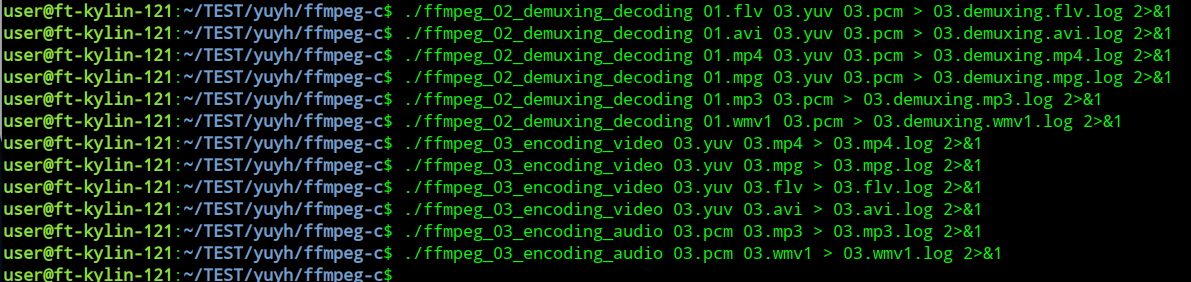 user@ft-kylin-121:~/TEST/yuyh/ffmpeg-c$ ./ffmpeg_02_demuxing_decoding 01.flv 03.yuv 03.pcm > 03.demuxing.flv.log 2>&1
user@ft-kylin-121:~/TEST/yuyh/ffmpeg-c$ ./ffmpeg_02_demuxing_decoding 01.avi 03.yuv 03.pcm > 03.demuxing.avi.log 2>&1
user@ft-kylin-121:~/TEST/yuyh/ffmpeg-c$ ./ffmpeg_02_demuxing_decoding 01.mp4 03.yuv 03.pcm > 03.demuxing.mp4.log 2>&1
user@ft-kylin-121:~/TEST/yuyh/ffmpeg-c$ ./ffmpeg_02_demuxing_decoding 01.mpg 03.yuv 03.pcm > 03.demuxing.mpg.log 2>&1
user@ft-kylin-121:~/TEST/yuyh/ffmpeg-c$ ./ffmpeg_02_demuxing_decoding 01.mp3 03.pcm > 03.demuxing.mp3.log 2>&1
user@ft-kylin-121:~/TEST/yuyh/ffmpeg-c$ ./ffmpeg_02_demuxing_decoding 01.wmv1 03.pcm > 03.demuxing.wmv1.log 2>&1
user@ft-kylin-121:~/TEST/yuyh/ffmpeg-c$ ./ffmpeg_03_encoding_video 03.yuv 03.mp4 > 03.mp4.log 2>&1
user@ft-kylin-121:~/TEST/yuyh/ffmpeg-c$ ./ffmpeg_03_encoding_video 03.yuv 03.mpg > 03.mpg.log 2>&1
user@ft-kylin-121:~/TEST/yuyh/ffmpeg-c$ ./ffmpeg_03_encoding_video 03.yuv 03.flv > 03.flv.log 2>&1
user@ft-kylin-121:~/TEST/yuyh/ffmpeg-c$ ./ffmpeg_03_encoding_video 03.yuv 03.avi > 03.avi.log 2>&1
user@ft-kylin-121:~/TEST/yuyh/ffmpeg-c$ ./ffmpeg_03_encoding_audio 03.pcm 03.mp3 > 03.mp3.log 2>&1
user@ft-kylin-121:~/TEST/yuyh/ffmpeg-c$ ./ffmpeg_03_encoding_audio 03.pcm 03.wmv1 > 03.wmv1.log 2>&1
user@ft-kylin-121:~/TEST/yuyh/ffmpeg-c$